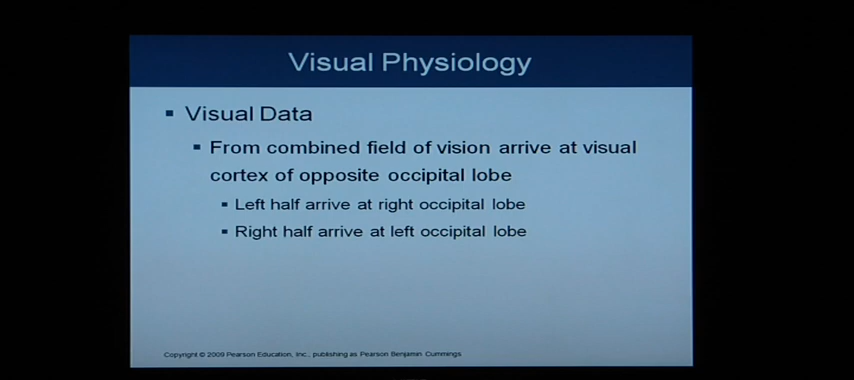 Visual Physiology
▪ Visual Data
▪ From combined field of vision arrive at visual
cortex of opposite occipital lobe
▪ Left half arrive at right occipital lobe
▪ Right half arrive at left occipital lobe
Copyright © 2009 Pearson Education, Inc., publishing as Pearson Benjamin Cummings